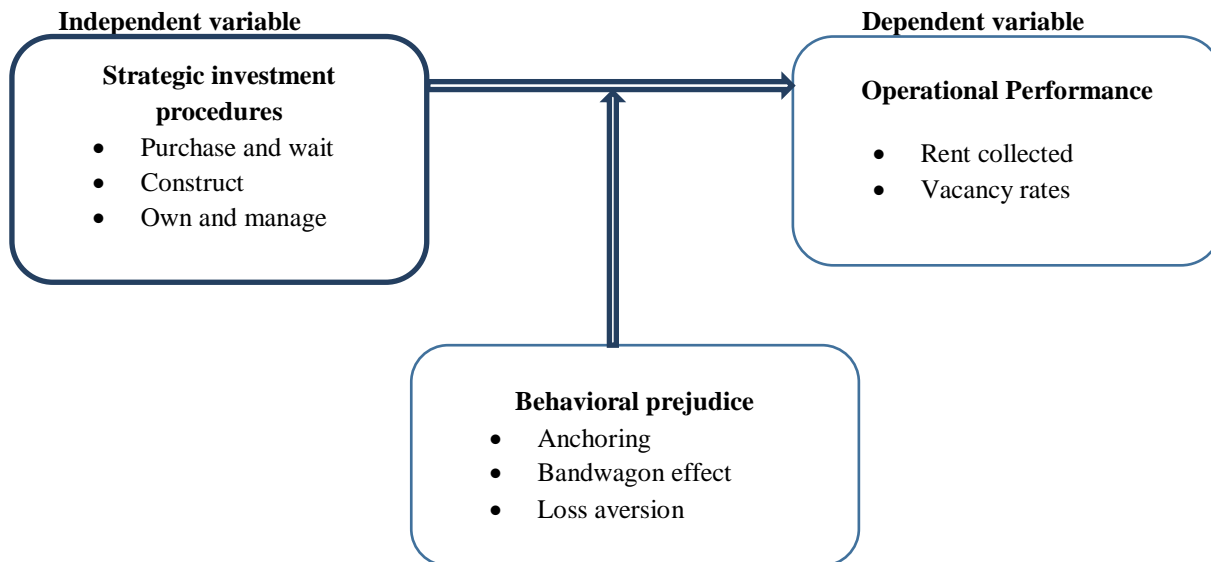 Independent variable
Strategic investment
procedures
• Purchase and wait
• Construct
• Own and manage
Dependent variable
Operational Performance
• Rent collected
• Vacancy rates
Behavioral prejudice
• Anchoring
• Bandwagon effect
• Loss aversion